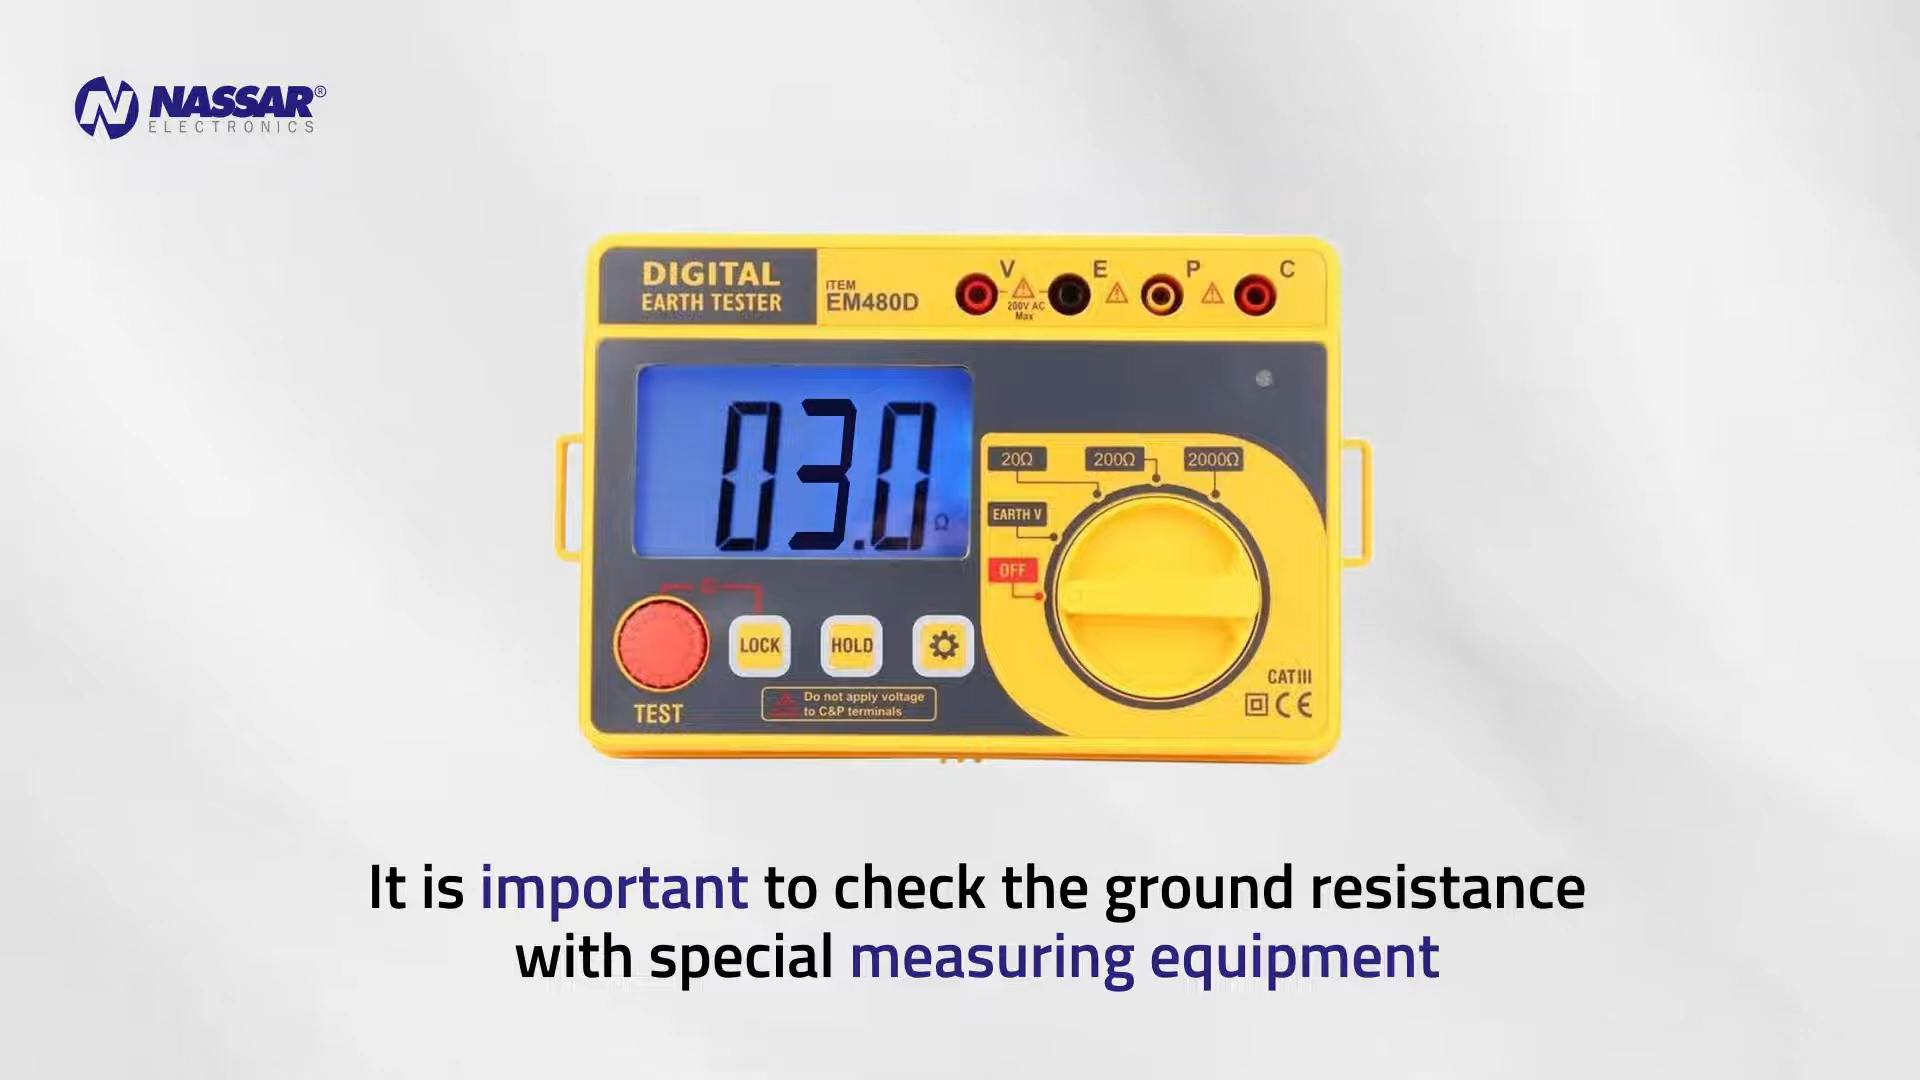 NASSAR®
ELECTRONICS
DIGITAL
EARTH TESTER
ITEM
EM480D
V
E
P
C
200V AC
Max
03.0
Ω
20Ω
200Ω
2000Ω
EARTH V
OFF
LOCK
HOLD
TEST
Do not apply voltage
to C&P terminals
CAT III
CE
It is important to check the ground resistance
with special measuring equipment